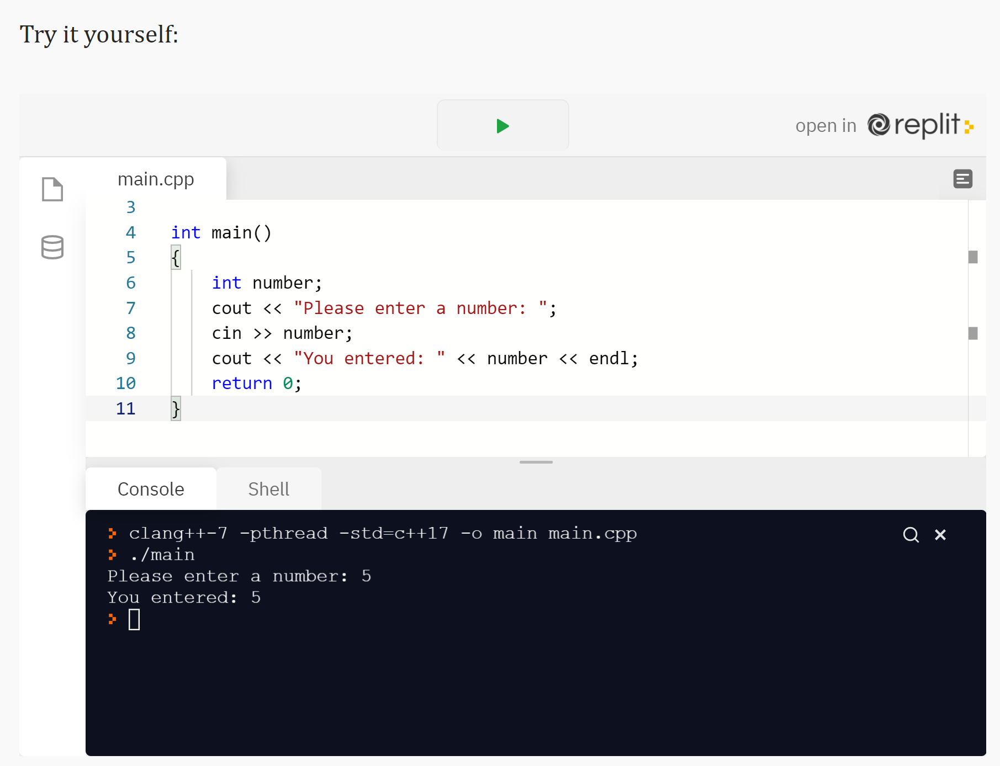 Try it yourself:
open in replit
main.cpp
3
4 int main()
5 {
6 int number;
7 cout << "Please enter a number: ";
8 cin >> number;
9 cout << "You entered: " << number << endl;
10 return 0;
11 }
Console Shell
clang++-7 -pthread -std=c++17 -o main main.cpp
./main
Please enter a number: 5
You entered: 5